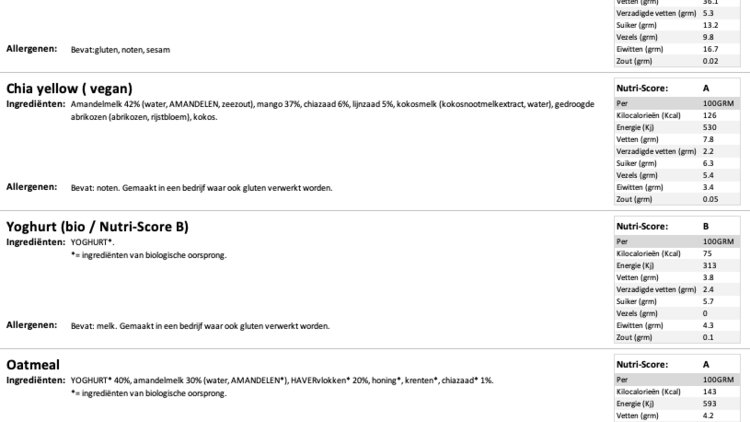 Vetten (grm) 36.1
Verzadigde vetten (grm) 5.3
Suiker (grm) 13.2
Vezels (grm) 9.8
Allergenen: Bevat:gluten, noten, sesam
Eiwitten (grm) 16.7
Zout (grm) 0.02
Chia yellow ( vegan)
Nutri-Score: A
Ingrediënten: Amandelmelk 42% (water, AMANDELEN, zeezout), mango 37%, chiazaad 6%, lijnzaad 5%, kokosmelk (kokosnootmelkextract, water), gedroogde
abrikozen (abrikozen, rijstbloem), kokos.
Per 100GRM
Kilocalorieën (Kcal) 126
Energie (Kj) 530
Vetten (grm) 7.8
Verzadigde vetten (grm) 2.2
Suiker (grm) 6.3
Vezels (grm) 5.4
Allergenen: Bevat: noten. Gemaakt in een bedrijf waar ook gluten verwerkt worden.
Eiwitten (grm) 3.4
Zout (grm) 0.05
Yoghurt (bio / Nutri-Score B)
Nutri-Score: B
Ingrediënten: YOGHURT*.
*= ingrediënten van biologische oorsprong.
Per 100GRM
Kilocalorieën (Kcal) 75
Energie (Kj) 313
Vetten (grm) 3.8
Verzadigde vetten (grm) 2.4
Suiker (grm) 5.7
Vezels (grm) 0
Allergenen: Bevat: melk. Gemaakt in een bedrijf waar ook gluten verwerkt worden.
Eiwitten (grm) 4.3
Zout (grm) 0.1
Oatmeal
Nutri-Score: A
Ingrediënten: YOGHURT* 40%, amandelmelk 30% (water, AMANDELEN*), HAVERvlokken* 20%, honing*, krenten*, chiazaad* 1%.
*= ingrediënten van biologische oorsprong.
Per 100GRM
Kilocalorieën (Kcal) 143
Energie (Kj) 593
Vetten (grm) 4.2